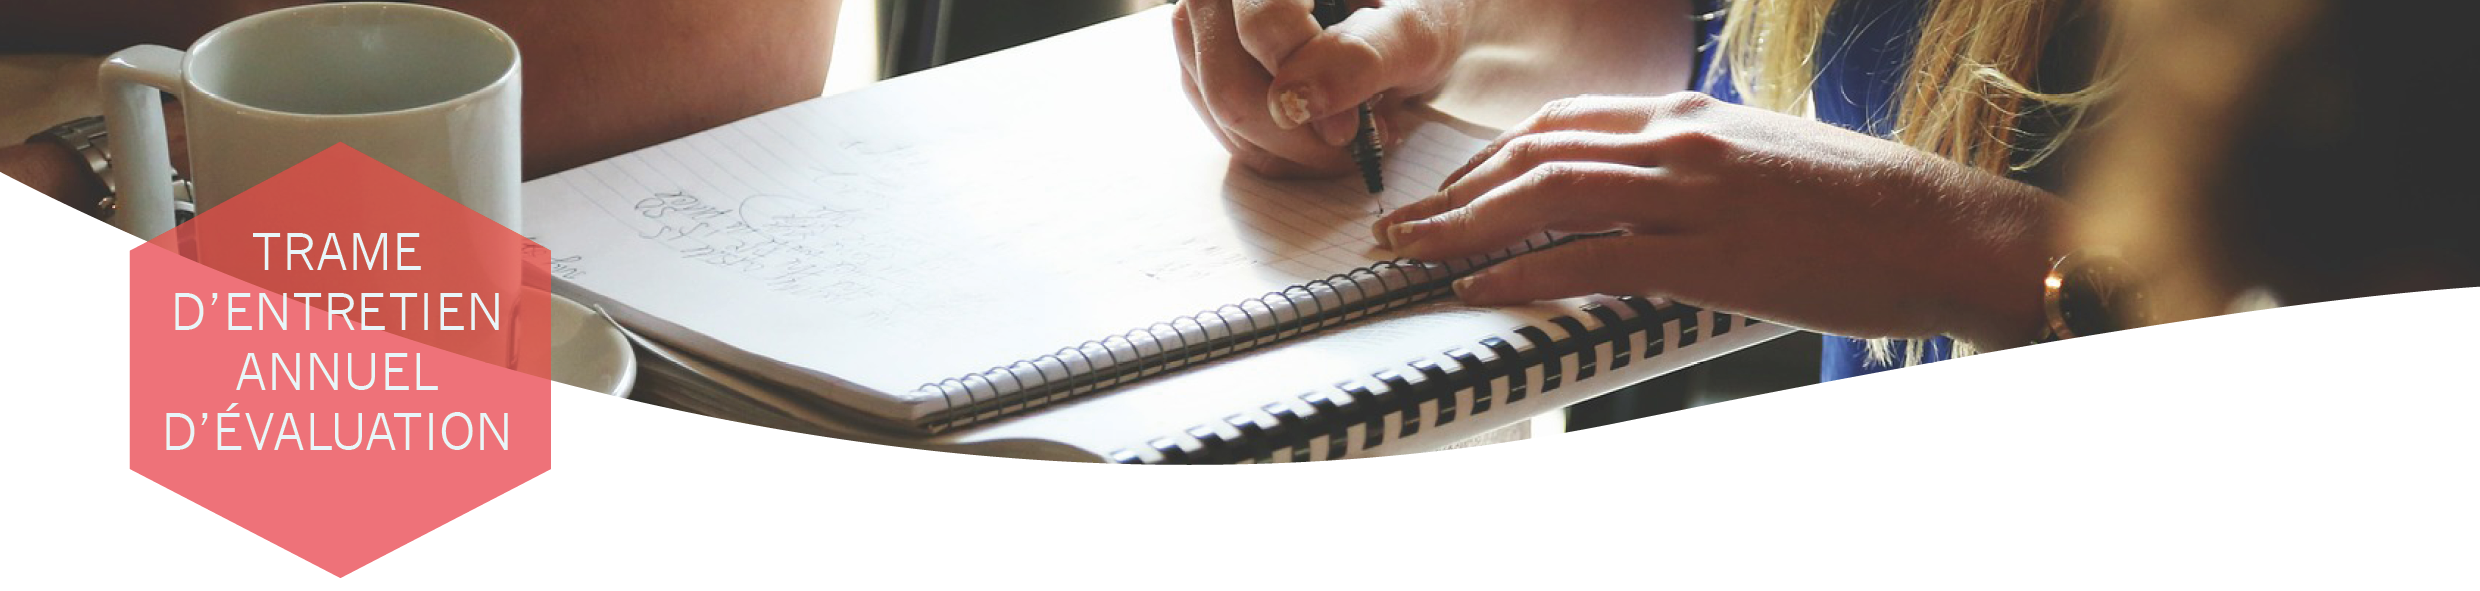 TRAME
D’ENTRETIEN
ANNUEL
D’ÉVALUATION